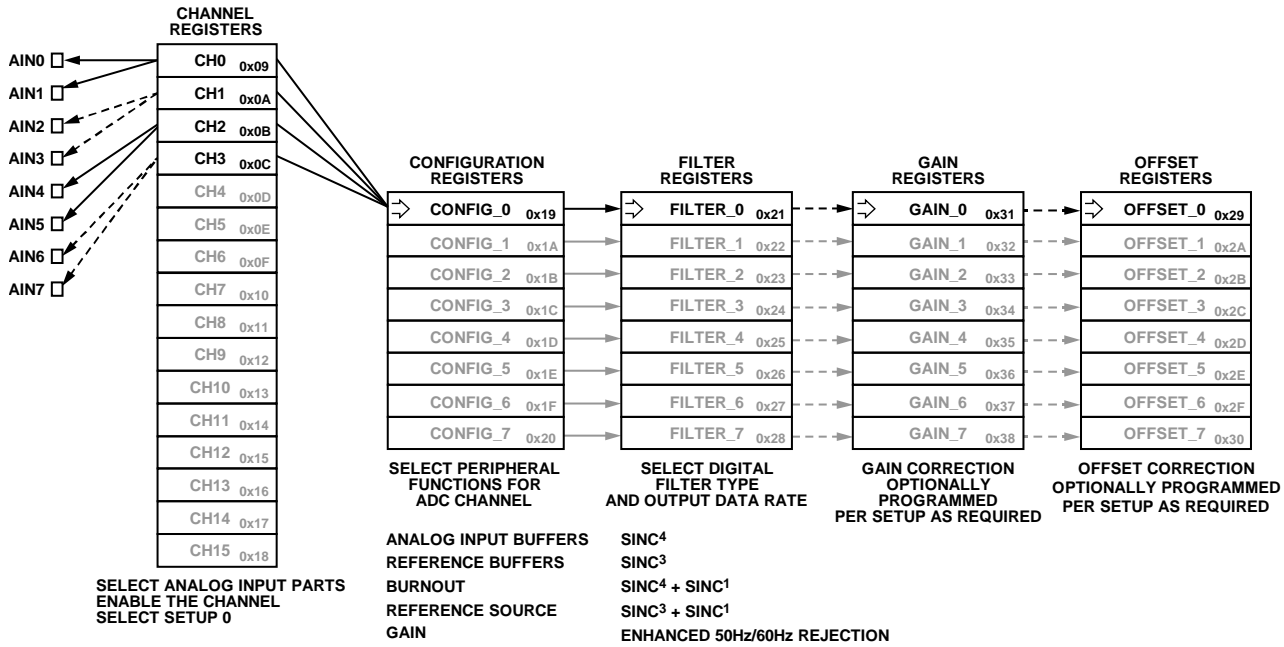 CHANNEL
REGISTERS
AIN0
AIN1
AIN2
AIN3
AIN4
AIN5
AIN6
AIN7
CH0 0x09
CH1 0x0A
CH2 0x0B
CH3 0x0C
CH4 0x0D
CH5 0x0E
CH6 0x0F
CH7 0x10
CH8 0x11
CH9 0x12
CH10 0x13
CH11 0x14
CH12 0x15
CH13 0x16
CH14 0x17
CH15 0x18
SELECT ANALOG INPUT PARTS
ENABLE THE CHANNEL
SELECT SETUP 0
CONFIGURATION
REGISTERS
CONFIG_0 0x19
CONFIG_1 0x1A
CONFIG_2 0x1B
CONFIG_3 0x1C
CONFIG_4 0x1D
CONFIG_5 0x1E
CONFIG_6 0x1F
CONFIG_7 0x20
SELECT PERIPHERAL
FUNCTIONS FOR
ADC CHANNEL
ANALOG INPUT BUFFERS
REFERENCE BUFFERS
BURNOUT
REFERENCE SOURCE
GAIN
FILTER
REGISTERS
FILTER_0 0x21
FILTER_1 0x22
FILTER_2 0x23
FILTER_3 0x24
FILTER_4 0x25
FILTER_5 0x26
FILTER_6 0x27
FILTER_7 0x28
SELECT DIGITAL
FILTER TYPE
AND OUTPUT DATA RATE
SINC4
SINC3
SINC4 + SINC1
SINC3 + SINC1
ENHANCED 50Hz/60Hz REJECTION
GAIN
REGISTERS
GAIN_0 0x31
GAIN_1 0x32
GAIN_2 0x33
GAIN_3 0x34
GAIN_4 0x35
GAIN_5 0x36
GAIN_6 0x37
GAIN_7 0x38
GAIN CORRECTION
OPTIONALLY
PROGRAMMED
PER SETUP AS REQUIRED
OFFSET
REGISTERS
OFFSET_0 0x29
OFFSET_1 0x2A
OFFSET_2 0x2B
OFFSET_3 0x2C
OFFSET_4 0x2D
OFFSET_5 0x2E
OFFSET_6 0x2F
OFFSET_7 0x30
OFFSET CORRECTION
OPTIONALLY PROGRAMMED
PER SETUP AS REQUIRED